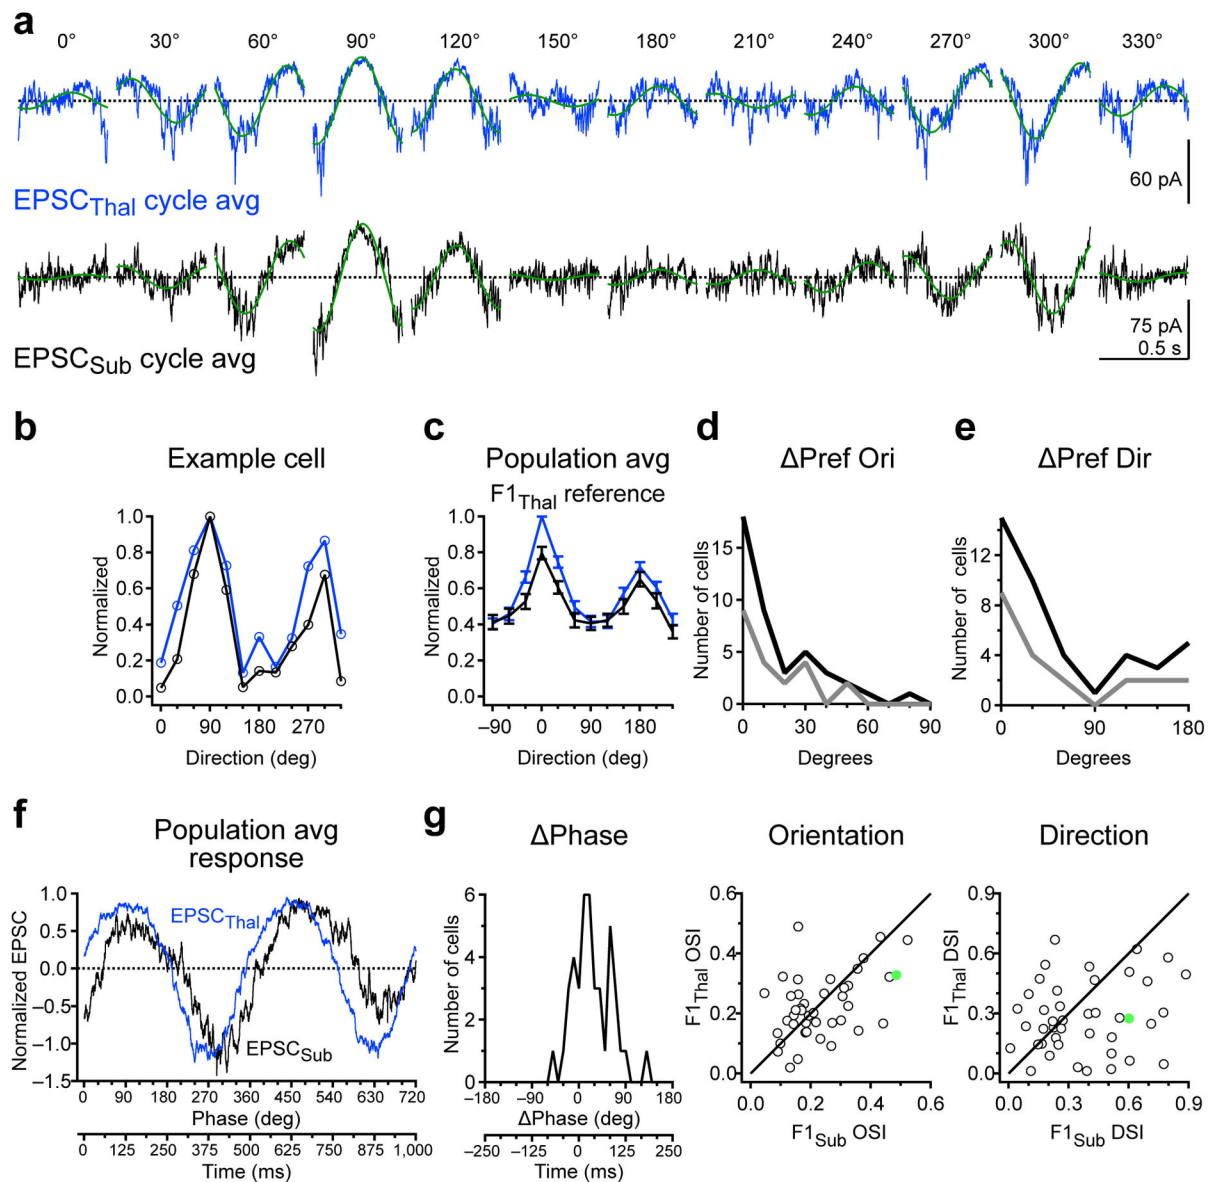 a
0° 30° 60° 90° 120° 150° 180° 210° 240° 270° 300° 330°
60 pA
EPSCThal cycle avg
75 pA
0.5 s
EPSCSub cycle avg
b
Example cell
Normalized
1.0
0.8
0.6
0.4
0.2
0.0
0 90 180 270
Direction (deg)
c
Population avg
F1Thal reference
Normalized
1.0
0.8
0.6
0.4
0.2
0.0
−90 0 90 180
Direction (deg)
d
ΔPref Ori
Number of cells
15
10
5
0
0 30 60 90
Degrees
e
ΔPref Dir
Number of cells
12
8
4
0
0 90 180
Degrees
f
Population avg
response
Normalized EPSC
1.0
0.5
0.0
−1.0
−1.5
EPSCThal
EPSCSub
0 90 180 270 360 450 540 630 720
Phase (deg)
0 125 250 375 500 625 750 875 1,000
Time (ms)
g
ΔPhase
Number of cells
6
4
2
0
−180 −90 0 90 180
ΔPhase (deg)
−250 −125 0 125 250
Time (ms)
Orientation
F1Thal OSI
0.6
0.4
0.2
0.0
0.0 0.2 0.4 0.6
F1Sub OSI
Direction
F1Thal DSI
0.9
0.6
0.3
0.0
0.0 0.3 0.6 0.9
F1Sub DSI